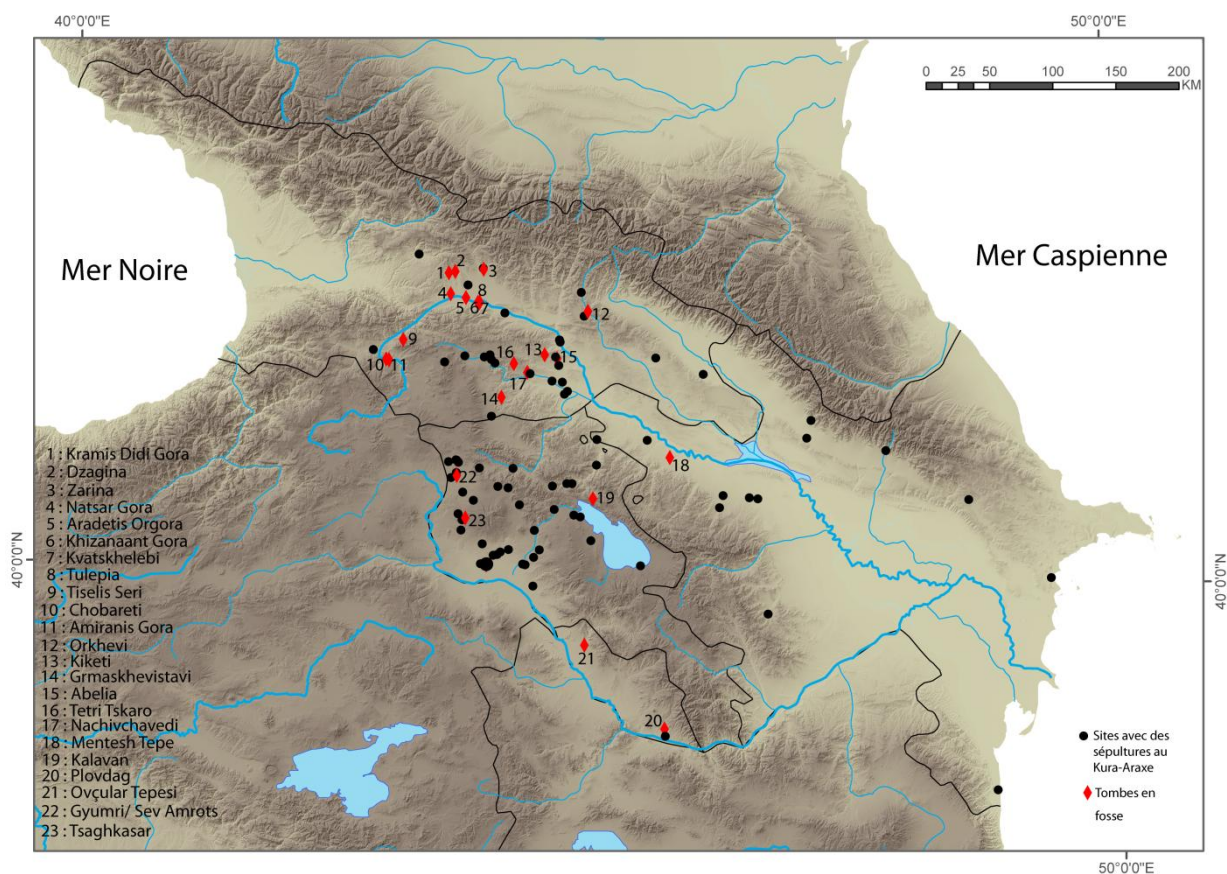 40°0'0"E
50°0'0"E
0 25 50 100 150 200
KM
Mer Noire
Mer Caspienne
1
2
3
4
5
6
7
8
9
10
11
12
13
14
15
16
17
18
19
20
21
22
23
40°0'0"N
40°0'0"N
1 : Kramis Didi Gora
2 : Dzagina
3 : Zarina
4 : Natsar Gora
5 : Aradetis Orgora
6 : Khizanaant Gora
7 : Kvatskhelebi
8 : Tulepia
9 : Tiselis Seri
10 : Chobareti
11 : Amiranis Gora
12 : Orkhevi
13 : Kiketi
14 : Grmaskhevistavi
15 : Abelia
16 : Tetri Tskaro
17 : Nachivchavedi
18 : Mentesh Tepe
19 : Kalavan
20 : Plovdag
21 : Ovçular Tepesi
22 : Gyumri/ Sev Amrots
23 : Tsaghkasar
Sites avec des
sépultures au
Kura-Araxe
Tombes en
fosse
50°0'0"E